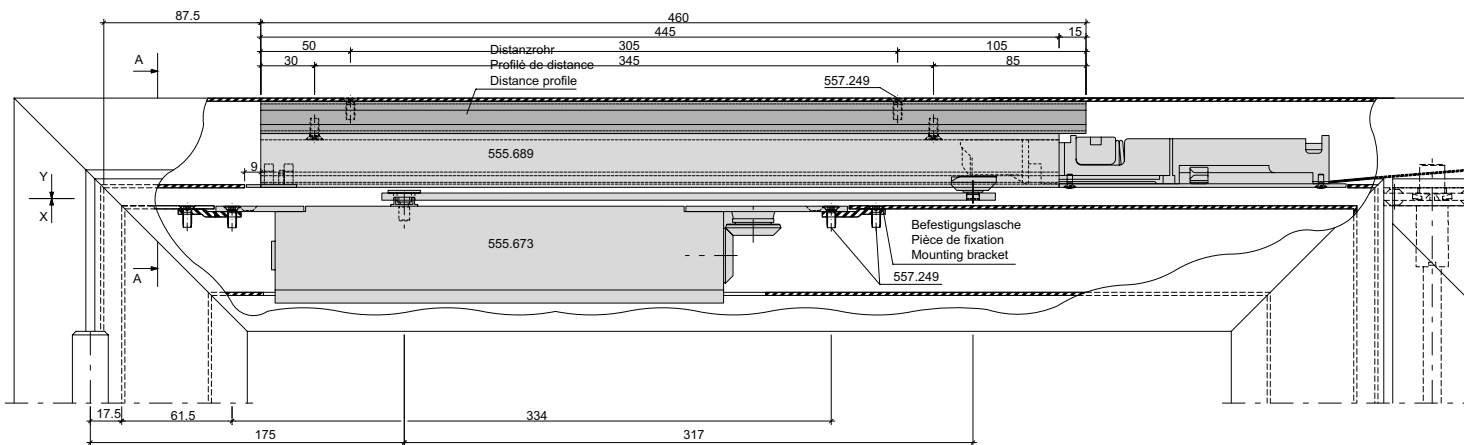 87.5
460
445
15
50
305
105
30
345
85
Distanzrohr
Profilé de distance
Distance profile
557.249
A
555.689
9
Y
X
555.673
Befestigungslasche
Pièce de fixation
Mounting bracket
557.249
A
17.5
61.5
334
175
317